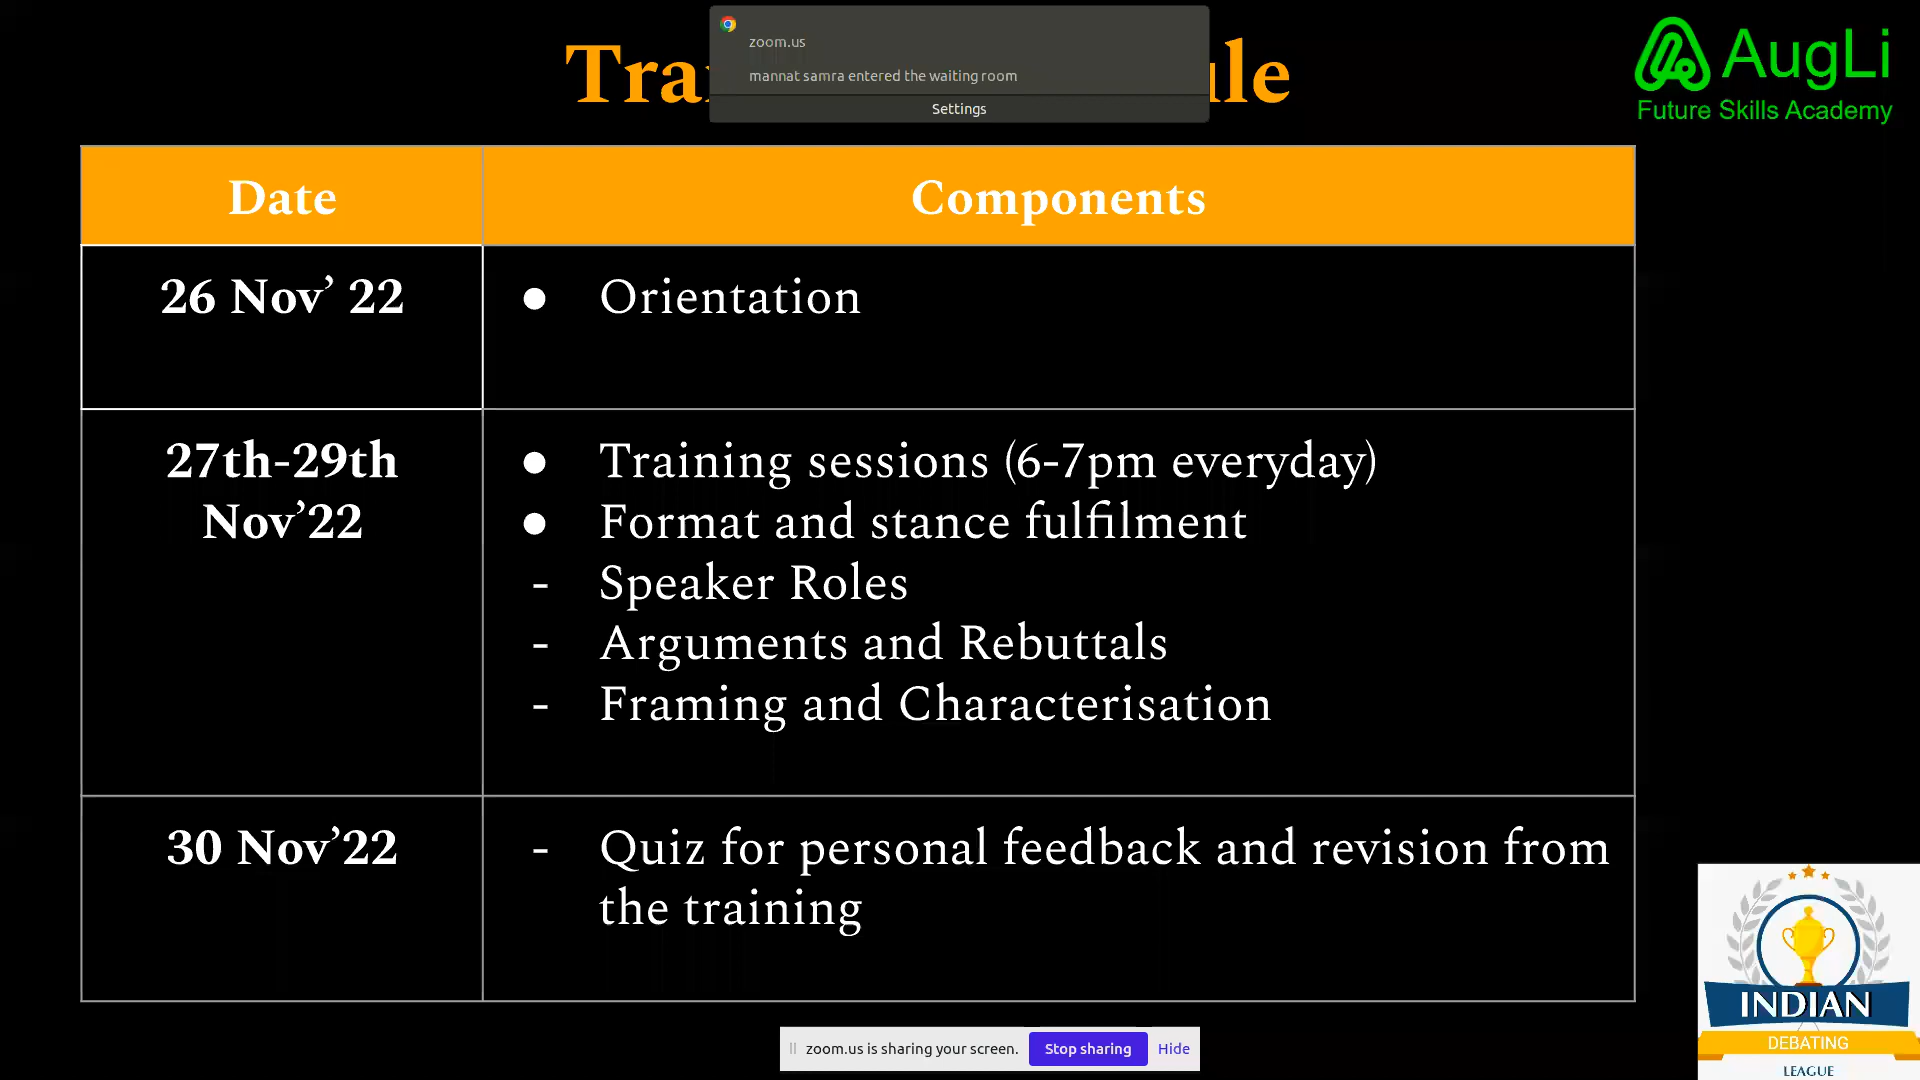 zoom.us
mannat samra entered the waiting room
Settings
AugLi
Future Skills Academy
Date
Components
26 Nov’ 22
● Orientation
27th-29th
Nov’22
● Training sessions (6-7pm everyday)
● Format and stance fulfilment
- Speaker Roles
- Arguments and Rebuttals
- Framing and Characterisation
30 Nov’22
- Quiz for personal feedback and revision from
the training
INDIAN
DEBATING
LEAGUE
zoom.us is sharing your screen.
Stop sharing
Hide